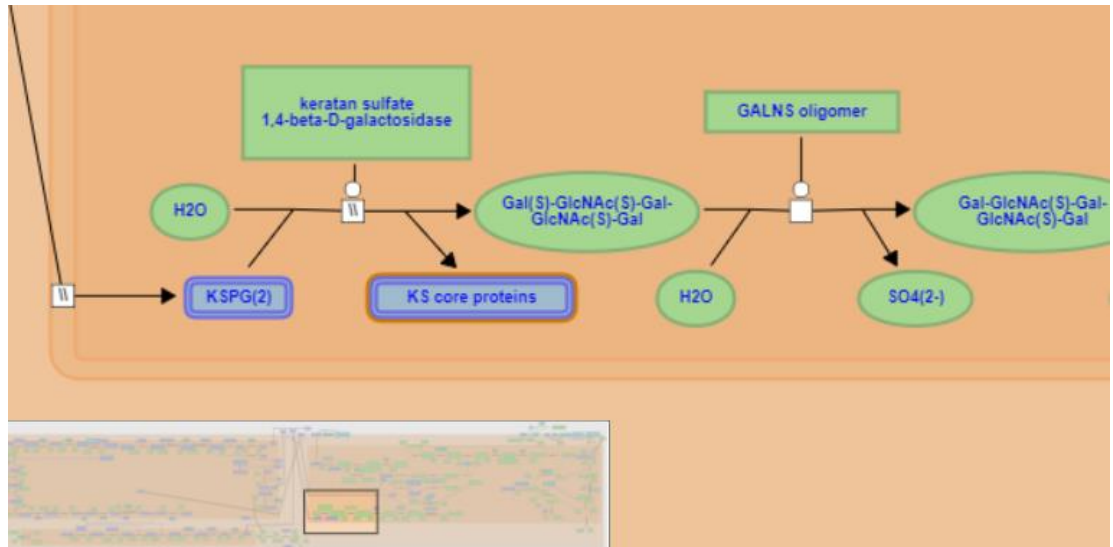 keratan sulfate
1,4-beta-D-galactosidase
GALNS oligomer
H2O
\\
Gal(S)-GlcNAc(S)-Gal-
GlcNAc(S)-Gal
Gal-GlcNAc(S)-Gal-
GlcNAc(S)-Gal
\\
KSPG(2)
KS core proteins
H2O
SO4(2-)